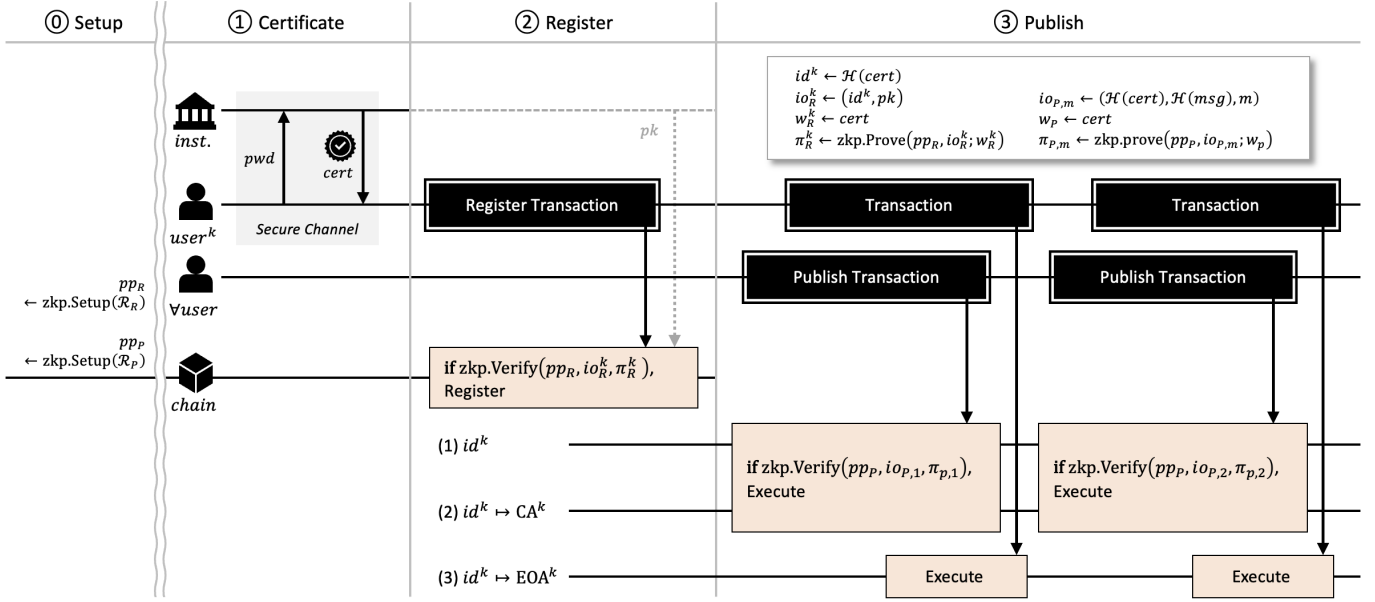 ⓪ Setup
① Certificate
② Register
③ Publish
inst.
pwd
cert
Secure Channel
user^k
∀user
chain
pp_R
← zkp.Setup(ℛ_R)
pp_P
← zkp.Setup(ℛ_P)
pk
Register Transaction
if zkp.Verify(pp_R, io_R^k, π_R^k ),
Register
(1) id^k
(2) id^k ↦ CA^k
(3) id^k ↦ EOA^k
id^k ← ℋ(cert)
io_R^k ← (id^k, pk)
w_R^k ← cert
π_R^k ← zkp.Prove(pp_R, io_R^k; w_R^k)
io_{P,m} ← (ℋ(cert), ℋ(msg), m)
w_P ← cert
π_{P,m} ← zkp.prove(pp_P, io_{P,m}; w_p)
Transaction
Transaction
Publish Transaction
Publish Transaction
if zkp.Verify(pp_P, io_{P,1}, π_{p,1}),
Execute
if zkp.Verify(pp_P, io_{P,2}, π_{p,2}),
Execute
Execute
Execute